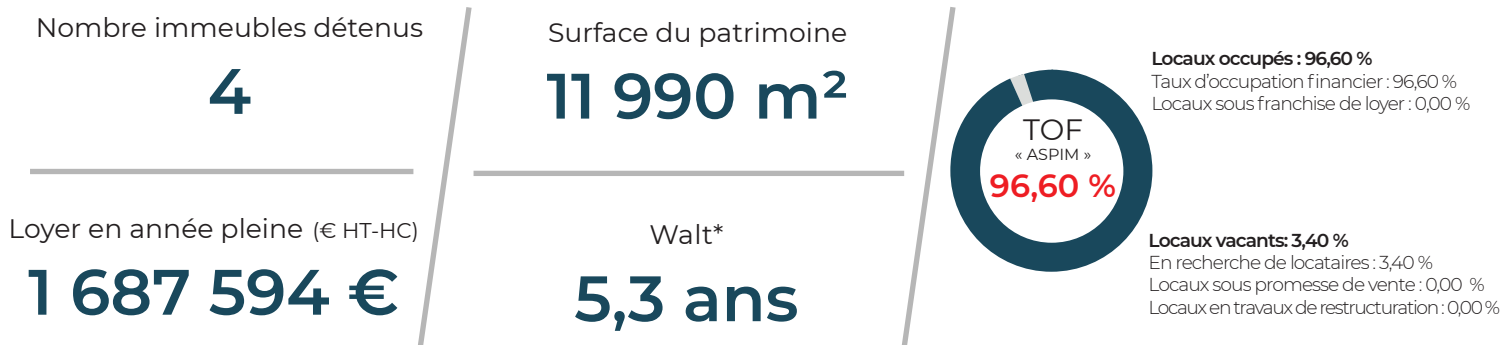 Nombre immeubles détenus
4
Loyer en année pleine (€ HT-HC)
1 687 594 €
Surface du patrimoine
11 990 m²
Walt*
5,3 ans
TOF
« ASPIM »
96,60 %
Locaux occupés : 96,60 %
Taux d'occupation financier : 96,60 %
Locaux sous franchise de loyer : 0,00 %
Locaux vacants: 3,40 %
En recherche de locataires : 3,40 %
Locaux sous promesse de vente : 0,00 %
Locaux en travaux de restructuration : 0,00 %